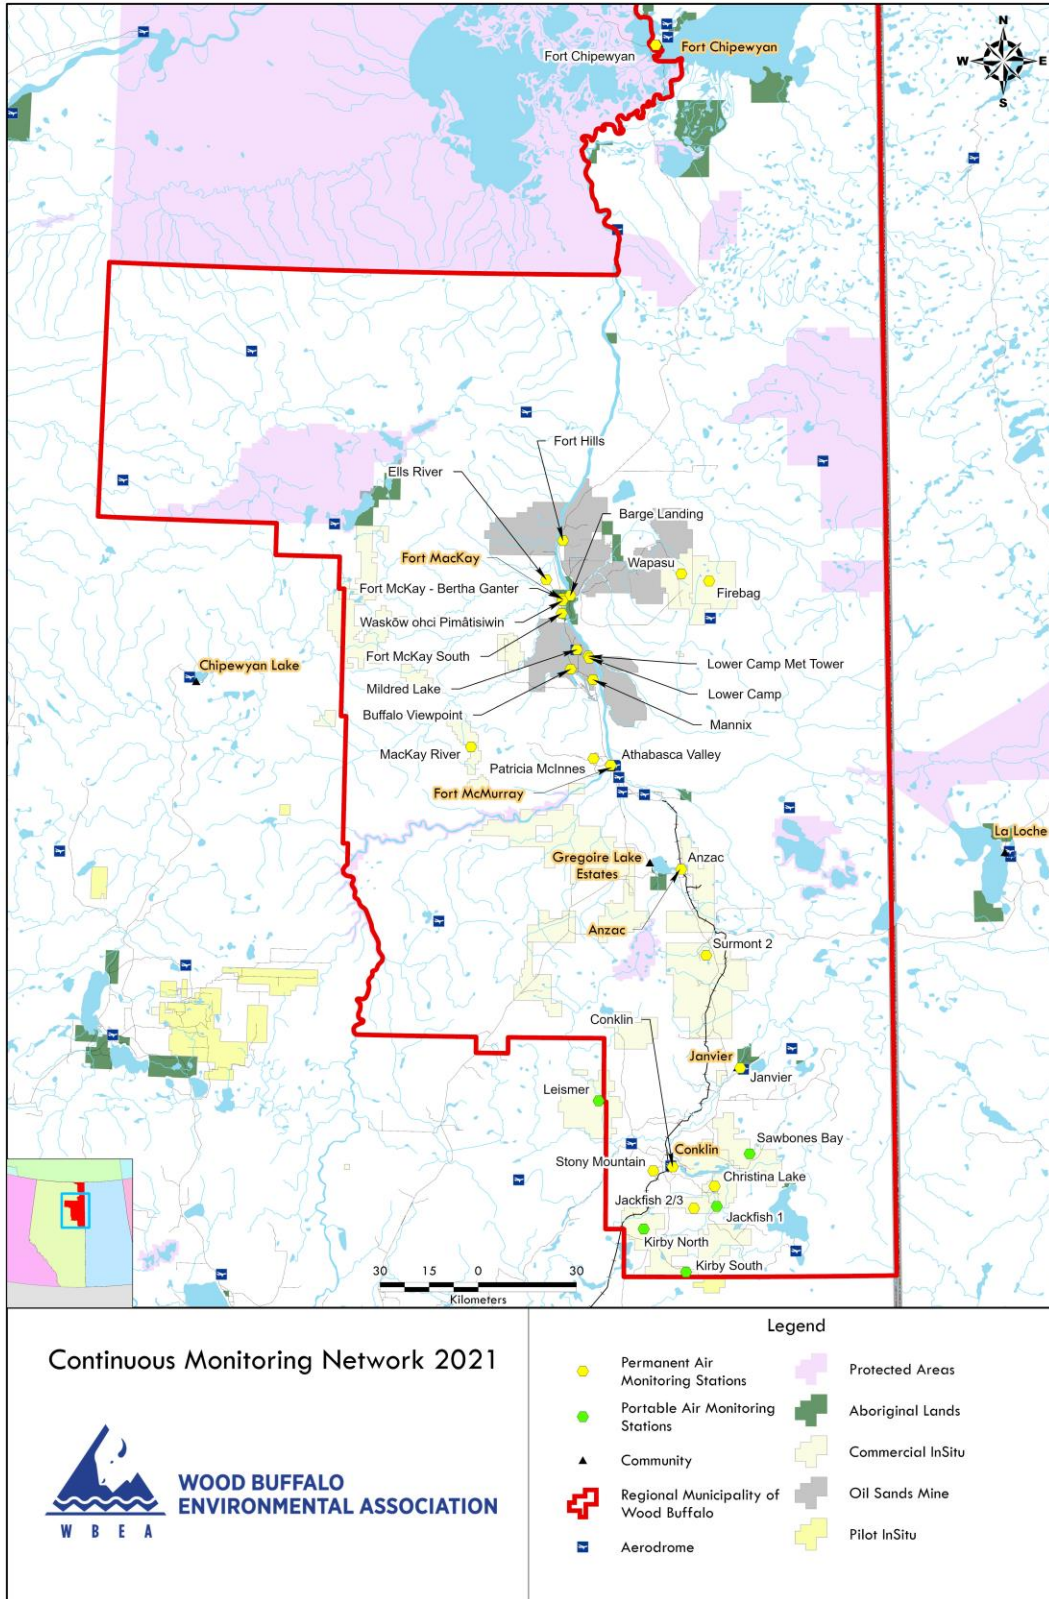 N
W
E
S
Fort Chipewyan
Fort Chipewyan
Fort Hills
Ells River
Barge Landing
Fort MacKay
Wapasu
Fort McKay - Bertha Ganter
Firebag
Waskōw ohci Pimâtisiwin
Fort McKay South
Chipewyan Lake
Lower Camp Met Tower
Mildred Lake
Lower Camp
Buffalo Viewpoint
Mannix
MacKay River
Athabasca Valley
Patricia McInnes
Fort McMurray
La Loche
Gregoire Lake
Estates
Anzac
Anzac
Surmont 2
Conklin
Janvier
Janvier
Leismer
Sawbones Bay
Conklin
Stony Mountain
Christina Lake
Jackfish 2/3
Jackfish 1
Kirby North
Kirby South
30 15 0 30
Kilometers
Continuous Monitoring Network 2021
WOOD BUFFALO
ENVIRONMENTAL ASSOCIATION
W B E A
Legend
Permanent Air
Monitoring Stations
Portable Air Monitoring
Stations
Community
Regional Municipality of
Wood Buffalo
Aerodrome
Protected Areas
Aboriginal Lands
Commercial InSitu
Oil Sands Mine
Pilot InSitu